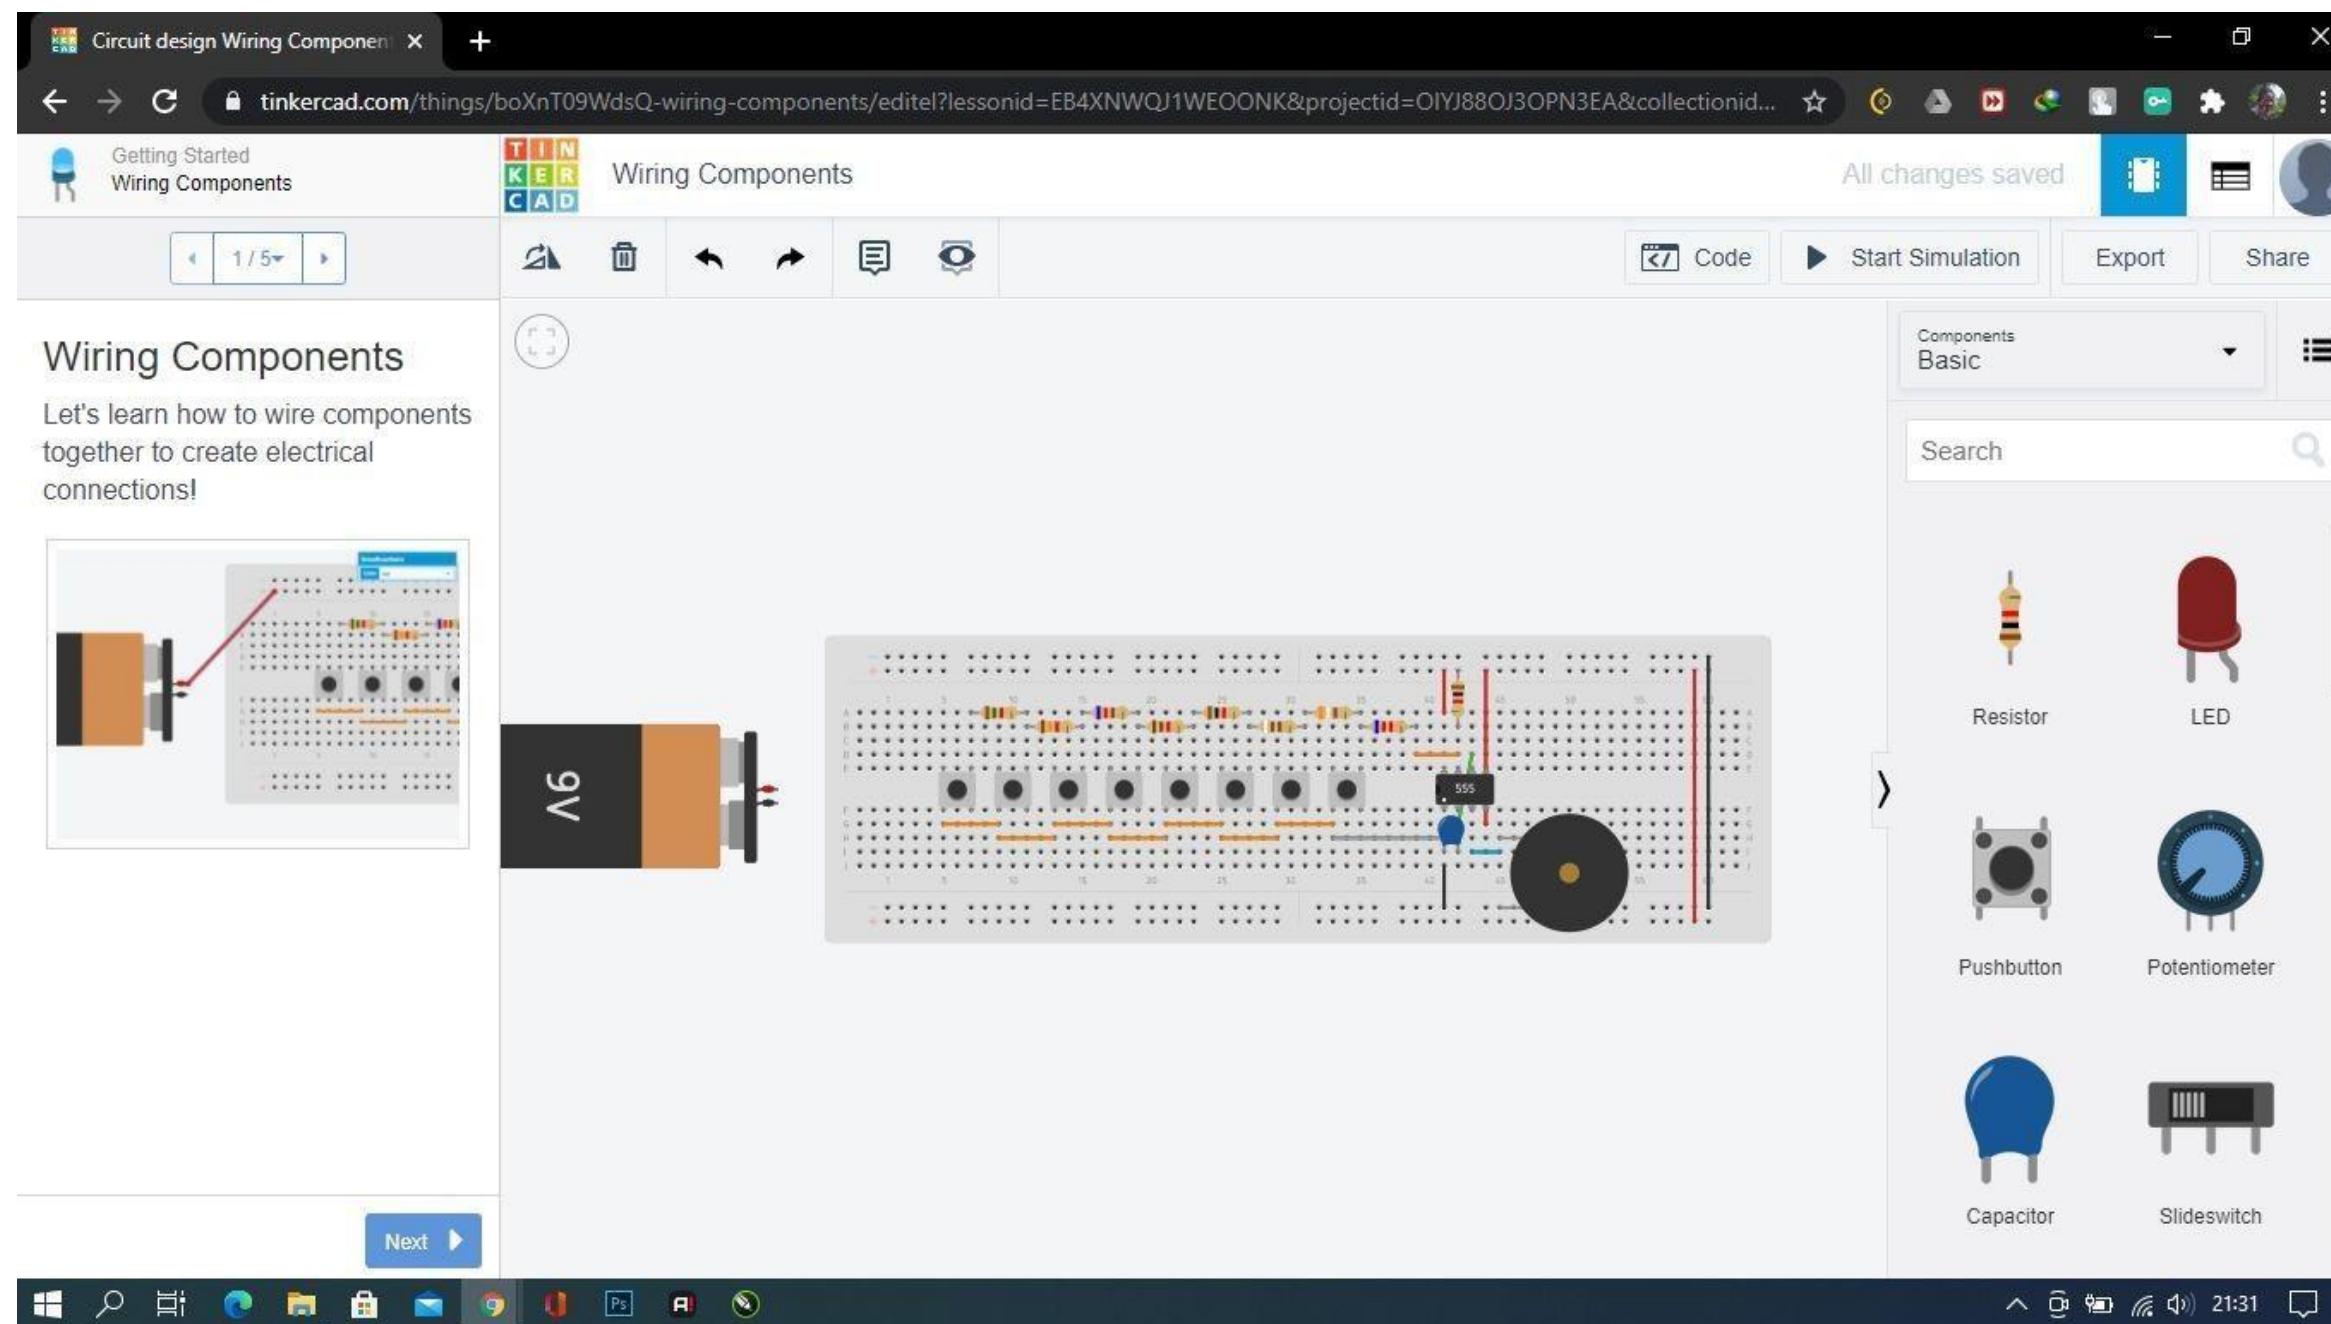 Circuit design Wiring Componen
tinkercad.com/things/boXnT09WdsQ-wiring-components/editel?lessonid=EB4XNWQJ1WEOONK&projectid=OIYJ88OJ3OPN3EA&collectionid...
Getting Started
Wiring Components
TIN
KER
CAD
Wiring Components
All changes saved
1 / 5
Code
Start Simulation
Export
Share
Wiring Components
Let's learn how to wire components
together to create electrical
connections!
Next
9V
555
Components
Basic
Search
Resistor
LED
Pushbutton
Potentiometer
Capacitor
Slideswitch
Ps
21:31